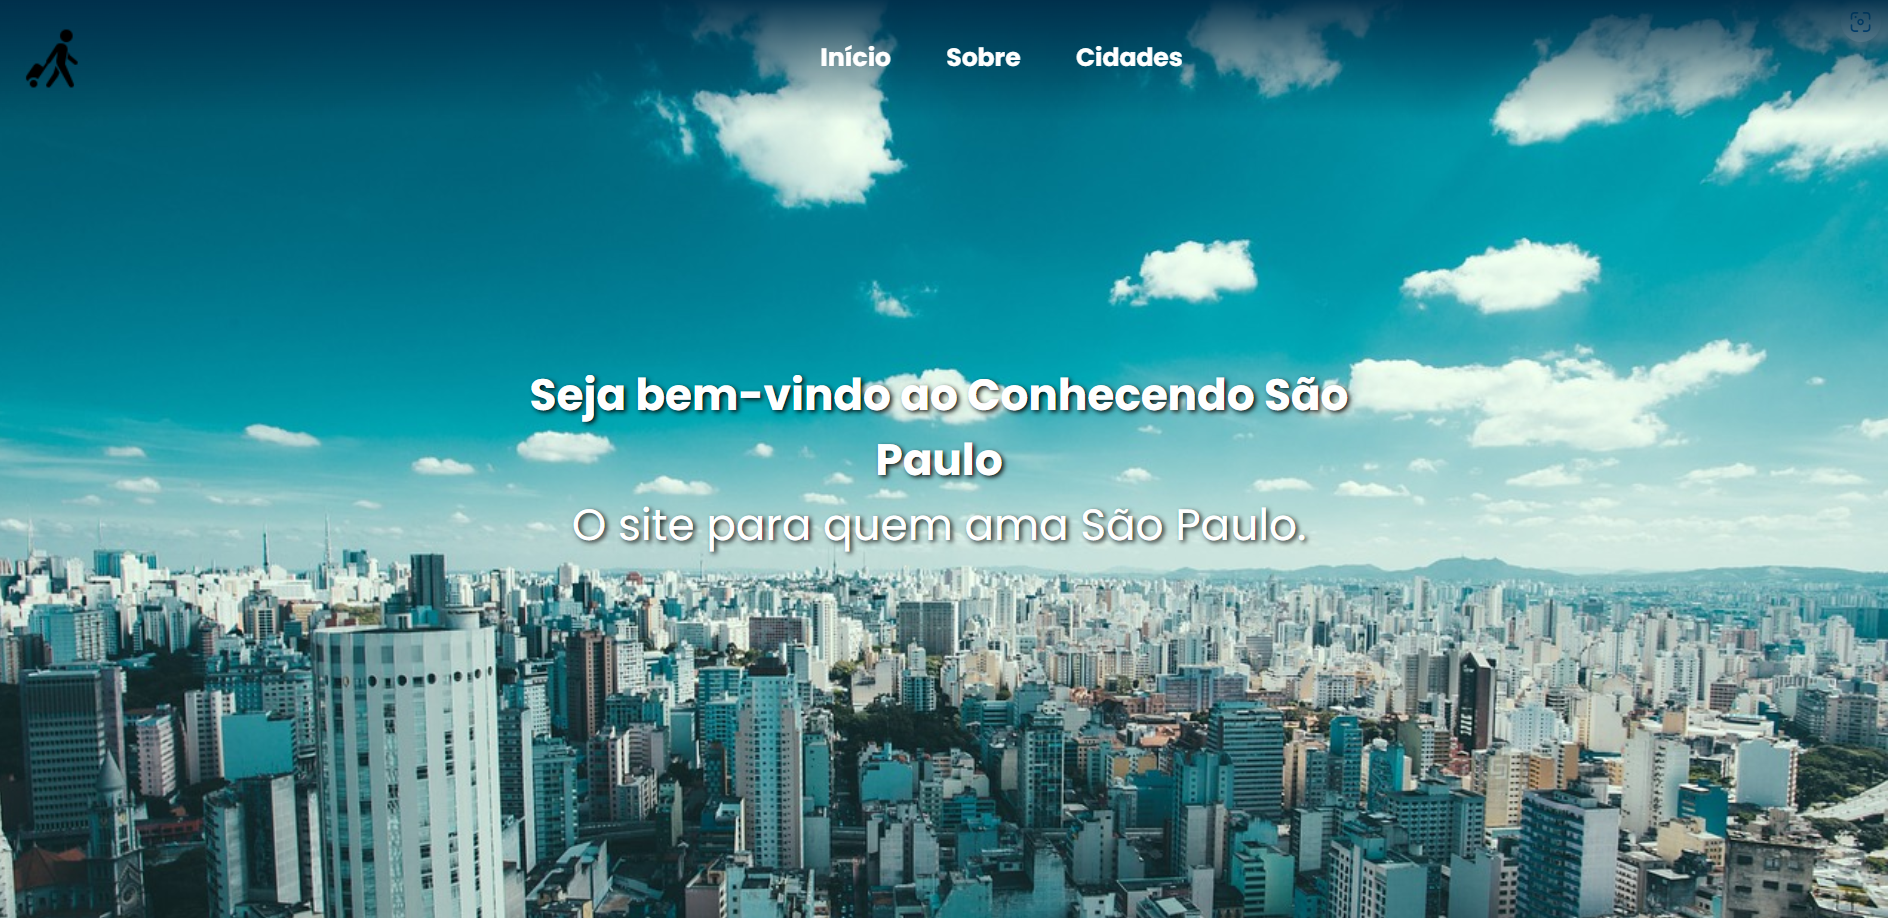 Início Sobre Cidades
Seja bem-vindo ao Conhecendo São
Paulo
O site para quem ama São Paulo.